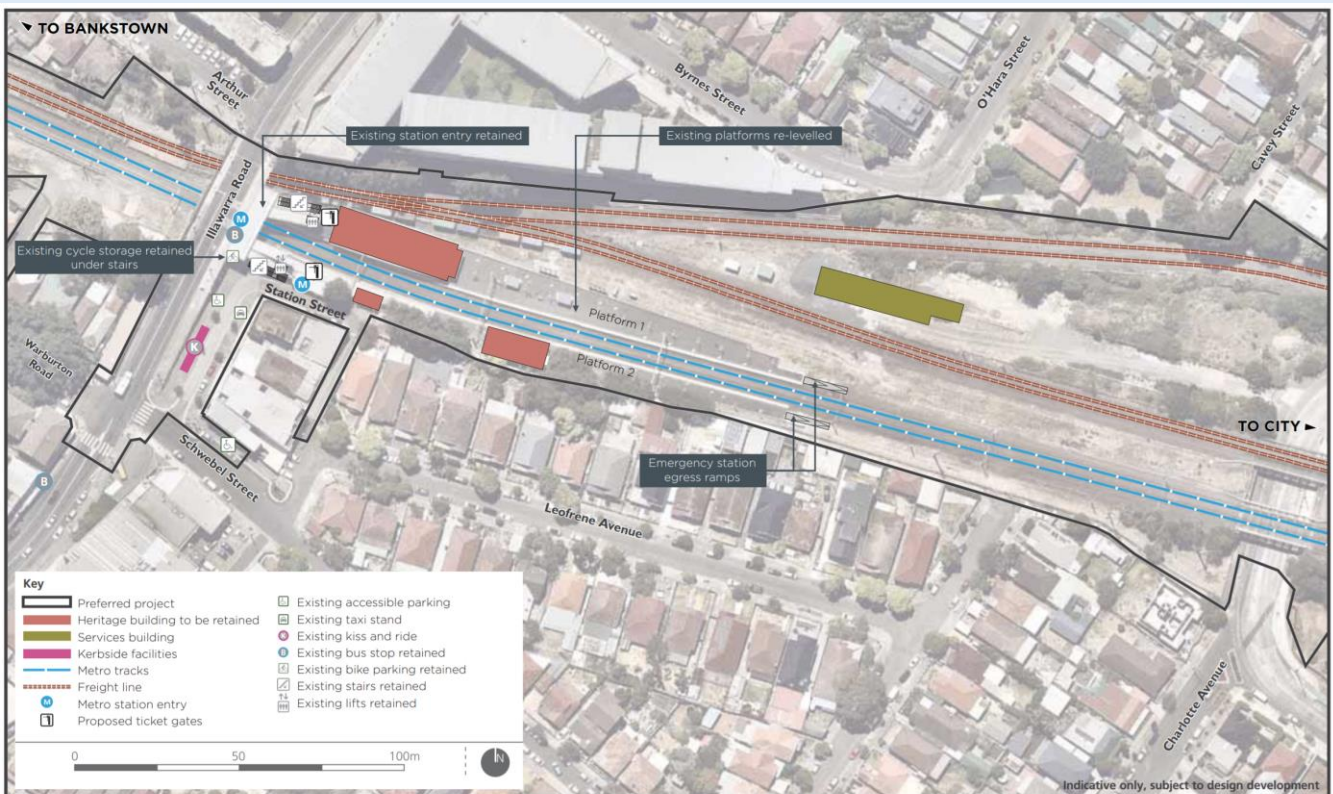 TO BANKSTOWN
Arthur
Street
Byrnes Street
O'Hara Street
Cavey Street
Existing station entry retained
Existing platforms re-levelled
Illawarra Road
M
B
Existing cycle storage retained
under stairs
M
Station Street
Platform 1
Platform 2
K
Warburton
Road
TO CITY
Schwebel Street
Emergency station
egress ramps
B
Leofrene Avenue
Charlotte Avenue
Key
Preferred project
Heritage building to be retained
Services building
Kerbside facilities
Metro tracks
Freight line
M Metro station entry
Proposed ticket gates
Existing accessible parking
Existing taxi stand
K Existing kiss and ride
B Existing bus stop retained
Existing bike parking retained
Existing stairs retained
Existing lifts retained
0 50 100m
N
Indicative only, subject to design development